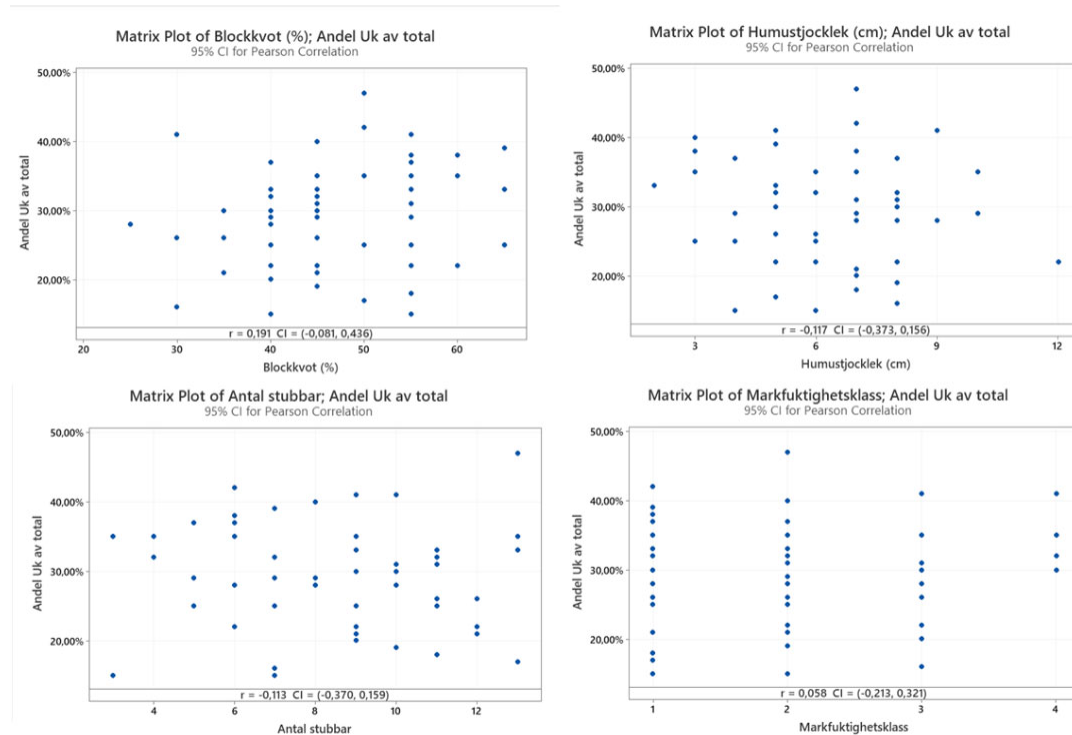 Matrix Plot of Blockkvot (%); Andel Uk av total
95% CI for Pearson Correlation
50,00%
40,00%
30,00%
20,00%
Andel Uk av total
r = 0,191 CI = (-0,081, 0,436)
20 30 40 50 60
Blockkvot (%)
Matrix Plot of Humustjocklek (cm); Andel Uk av total
95% CI for Pearson Correlation
50,00%
40,00%
30,00%
20,00%
Andel Uk av total
r = -0,117 CI = (-0,373, 0,156)
3 6 9 12
Humustjocklek (cm)
Matrix Plot of Antal stubbar; Andel Uk av total
95% CI for Pearson Correlation
50,00%
40,00%
30,00%
20,00%
Andel Uk av total
r = -0,113 CI = (-0,370, 0,159)
4 6 8 10 12
Antal stubbar
Matrix Plot of Markfuktighetsklass; Andel Uk av total
95% CI for Pearson Correlation
50,00%
40,00%
30,00%
20,00%
Andel Uk av total
r = 0,058 CI = (-0,213, 0,321)
1 2 3 4
Markfuktighetsklass